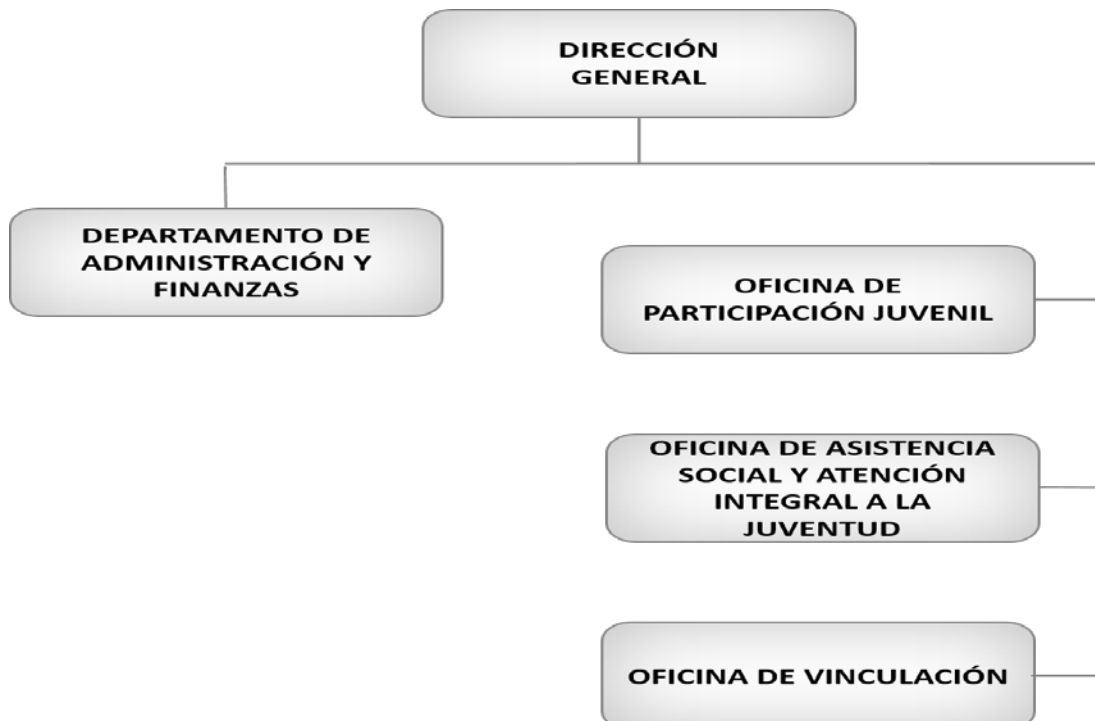 DIRECCIÓN
GENERAL
DEPARTAMENTO DE
ADMINISTRACIÓN Y
FINANZAS
OFICINA DE
PARTICIPACIÓN JUVENIL
OFICINA DE ASISTENCIA
SOCIAL Y ATENCIÓN
INTEGRAL A LA
JUVENTUD
OFICINA DE VINCULACIÓN